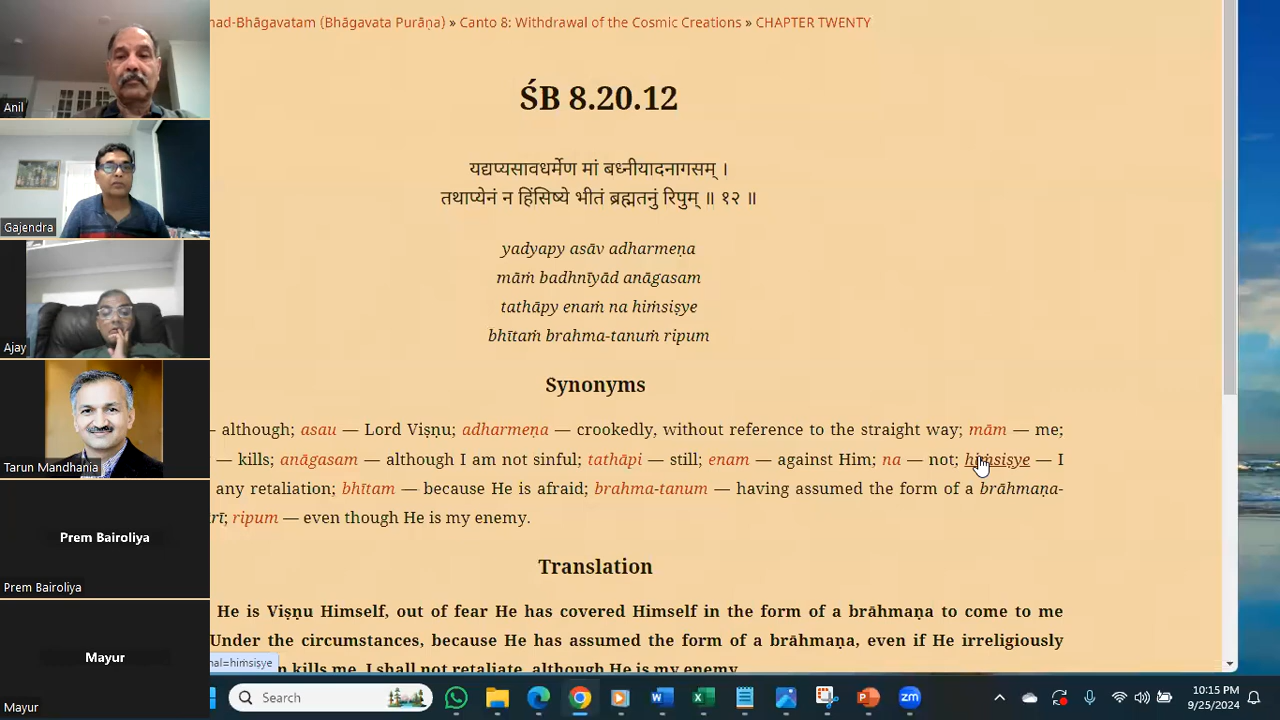 nad-Bhāgavatam (Bhāgavata Purāṇa) » Canto 8: Withdrawal of the Cosmic Creations » CHAPTER TWENTY
ŚB 8.20.12
यद्यप्यसावधर्मेण मां बध्नीयादनागसम् ।
तथाप्येनं न हिंसिष्ये भीतं ब्रह्मतनुं रिपुम् ॥ १२ ॥
yadyapy asāv adharmeṇa
māṁ badhnīyād anāgasam
tathāpy enaṁ na hiṁsiṣye
bhītaṁ brahma-tanuṁ ripum
Synonyms
— although; asau — Lord Viṣṇu; adharmeṇa — crookedly, without reference to the straight way; mām — me;
— kills; anāgasam — although I am not sinful; tathāpi — still; enam — against Him; na — not; hiṁsiṣye — I
any retaliation; bhītam — because He is afraid; brahma-tanum — having assumed the form of a brāhmaṇa-
rī; ripum — even though He is my enemy.
Translation
He is Viṣṇu Himself, out of fear He has covered Himself in the form of a brāhmaṇa to come to me
Under the circumstances, because He has assumed the form of a brāhmaṇa, even if He irreligiously
n kills me, I shall not retaliate, although He is my enemy.
nal=hiṁsiṣye
Anil
Gajendra
Ajay
Tarun Mandhania
Prem Bairoliya
Prem Bairoliya
Mayur
Mayur
Search
W
X
P
zm
10:15 PM
9/25/2024